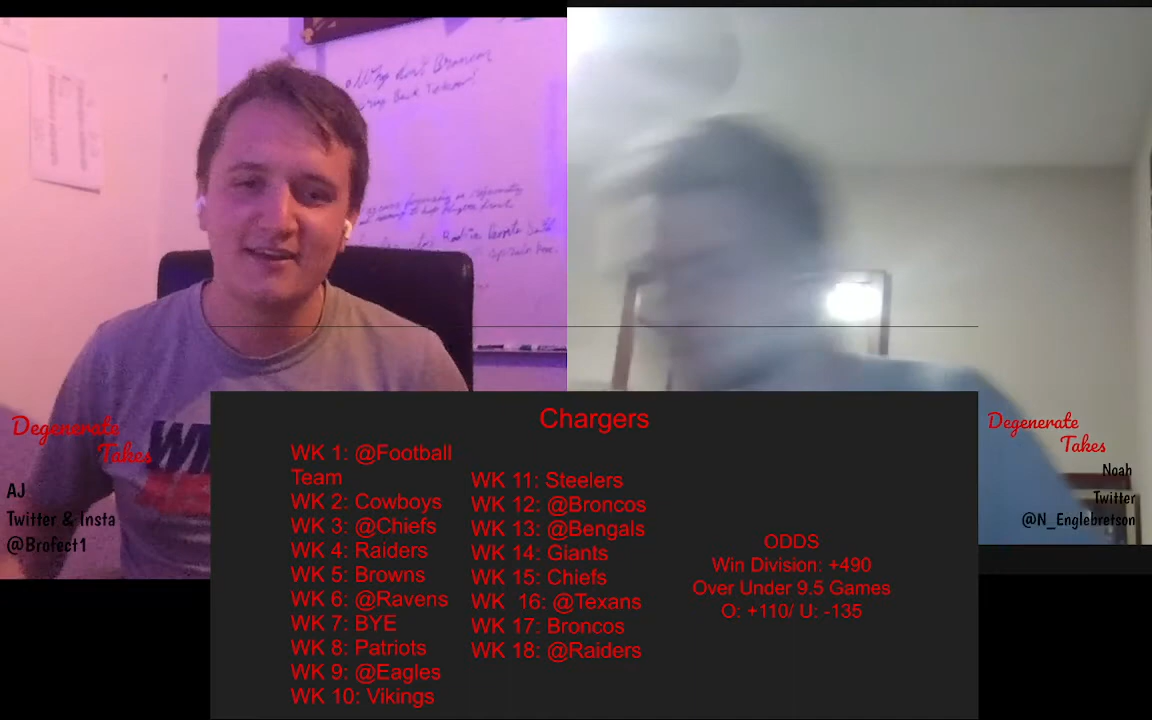 Why don't Brandon
Degenerate
Takes
AJ
Twitter & Insta
@Brofect1
Chargers
WK 1: @Football
Team
WK 2: Cowboys
WK 3: @Chiefs
WK 4: Raiders
WK 5: Browns
WK 6: @Ravens
WK 7: BYE
WK 8: Patriots
WK 9: @Eagles
WK 10: Vikings
WK 11: Steelers
WK 12: @Broncos
WK 13: @Bengals
WK 14: Giants
WK 15: Chiefs
WK  16: @Texans
WK 17: Broncos
WK 18: @Raiders
ODDS
Win Division: +490
Over Under 9.5 Games
O: +110/ U: -135
Degenerate
Takes
Noah
Twitter
@N_Englebretson